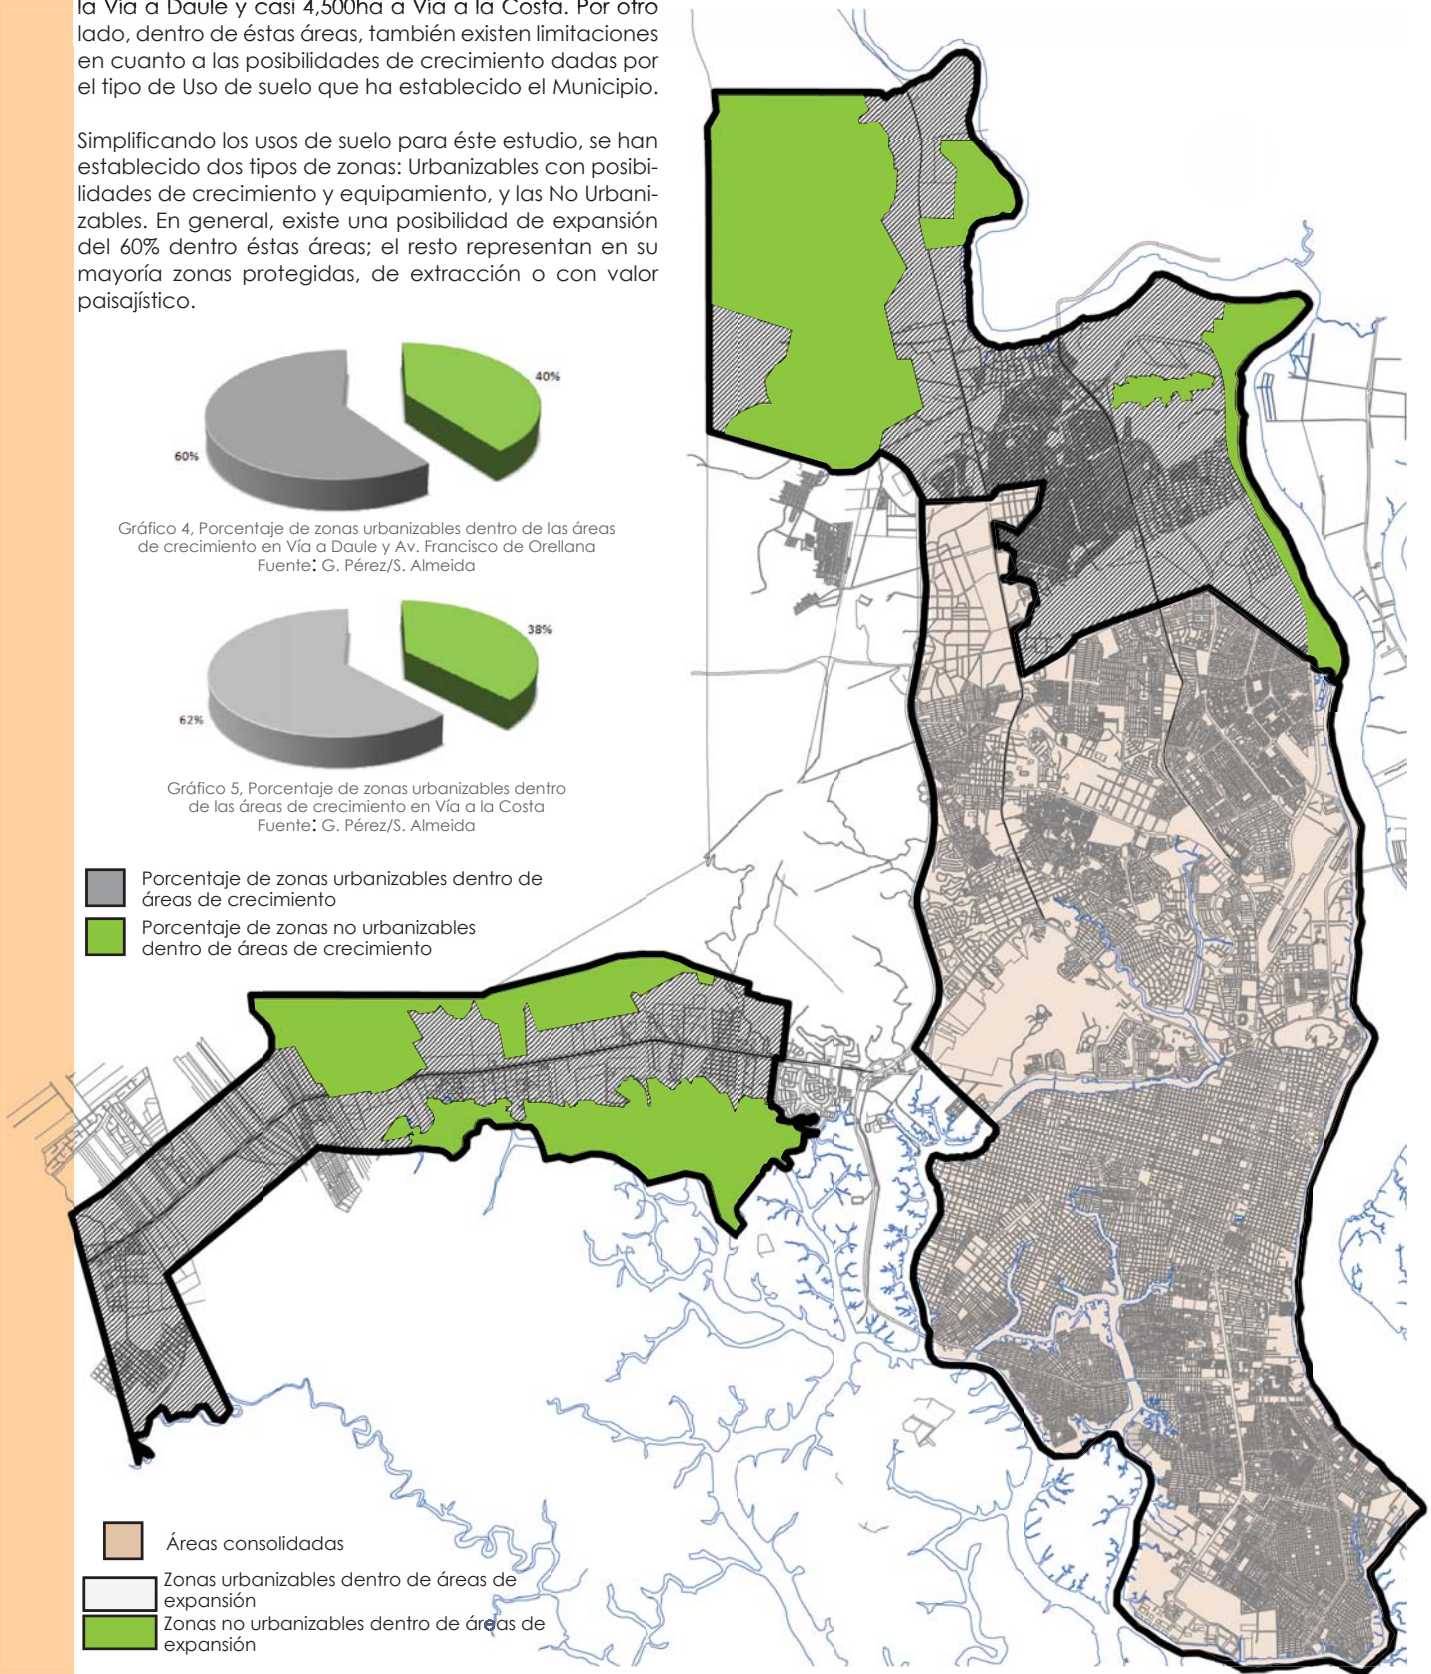 la Vía a Daule y casi 4,500ha a Vía a la Costa. Por otro
lado, dentro de éstas áreas, también existen limitaciones
en cuanto a las posibilidades de crecimiento dadas por
el tipo de Uso de suelo que ha establecido el Municipio.
Simplificando los usos de suelo para éste estudio, se han
establecido dos tipos de zonas: Urbanizables con posibi-
lidades de crecimiento y equipamiento, y las No Urbani-
zables. En general, existe una posibilidad de expansión
del 60% dentro éstas áreas; el resto representan en su
mayoría zonas protegidas, de extracción o con valor
paisajístico.
40%
60%
Gráfico 4, Porcentaje de zonas urbanizables dentro de las áreas
de crecimiento en Vía a Daule y Av. Francisco de Orellana
Fuente: G. Pérez/S. Almeida
38%
62%
Gráfico 5, Porcentaje de zonas urbanizables dentro
de las áreas de crecimiento en Vía a la Costa
Fuente: G. Pérez/S. Almeida
Porcentaje de zonas urbanizables dentro de
áreas de crecimiento
Porcentaje de zonas no urbanizables
dentro de áreas de crecimiento
Áreas consolidadas
Zonas urbanizables dentro de áreas de
expansión
Zonas no urbanizables dentro de áreas de
expansión